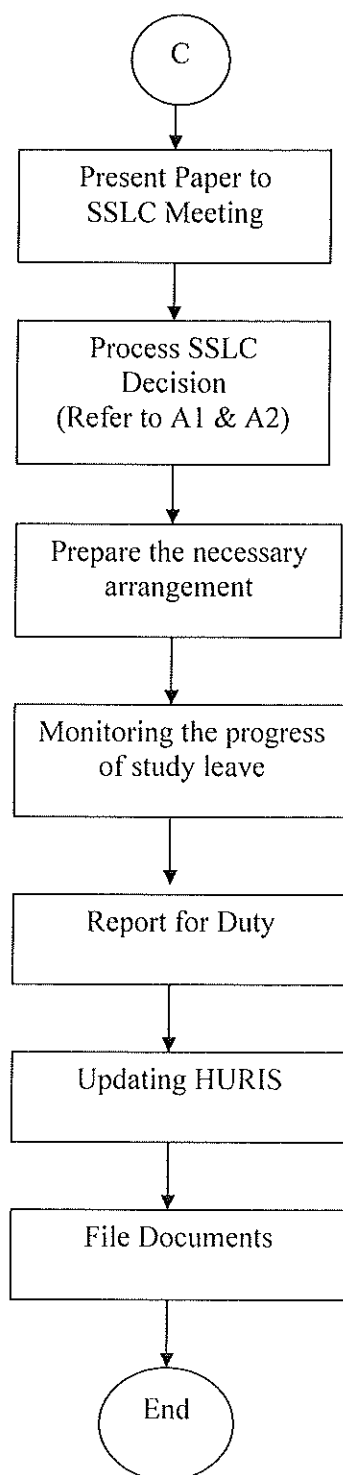 C
Present Paper to
SSLC Meeting
Process SSLC
Decision
(Refer to A1 & A2)
Prepare the necessary
arrangement
Monitoring the progress
of study leave
Report for Duty
Updating HURIS
File Documents
End